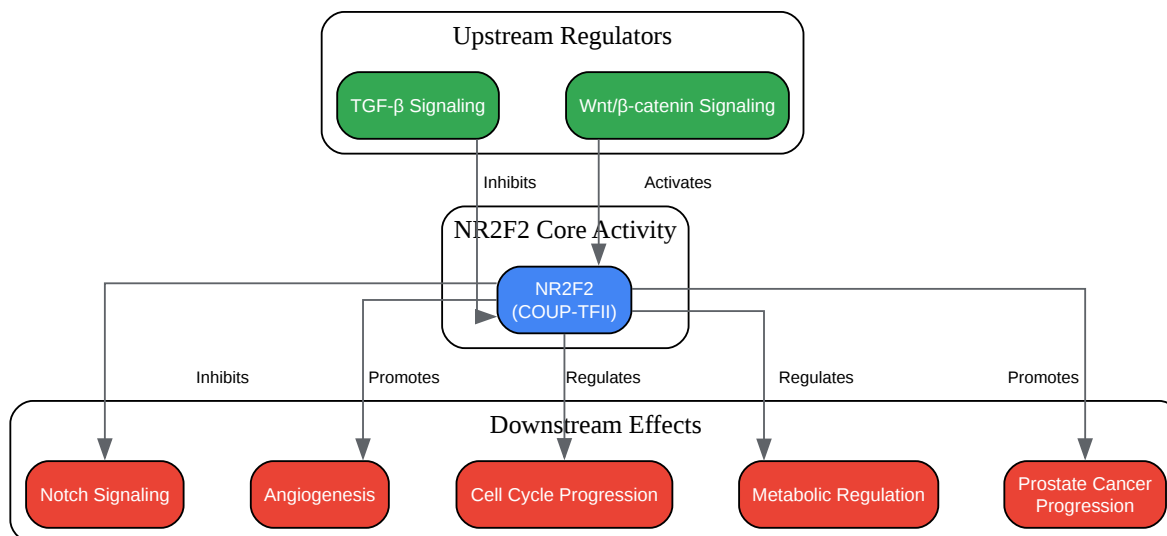 Upstream Regulators
TGF-β Signaling
Wnt/β-catenin Signaling
Inhibits
Activates
NR2F2 Core Activity
NR2F2
(COUP-TFII)
Inhibits
Promotes
Regulates
Regulates
Promotes
Downstream Effects
Notch Signaling
Angiogenesis
Cell Cycle Progression
Metabolic Regulation
Prostate Cancer
Progression